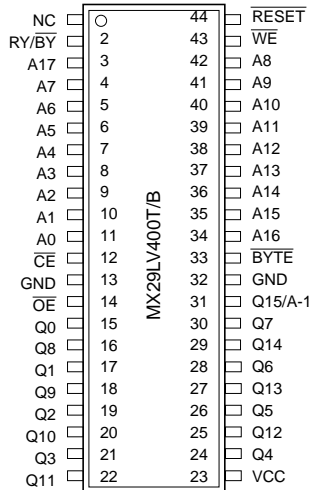 NC 44 RESET
RY/BY 2 43 WE
A17 3 42 A8
A7 4 41 A9
A6 5 40 A10
A5 6 39 A11
A4 7 38 A12
A3 8 37 A13
A2 9 36 A14
A1 10 35 A15
A0 11 34 A16
CE 12 33 BYTE
GND 13 32 GND
OE 14 31 Q15/A-1
Q0 15 30 Q7
Q8 16 29 Q14
Q1 17 28 Q6
Q9 18 27 Q13
Q2 19 26 Q5
Q10 20 25 Q12
Q3 21 24 Q4
Q11 22 23 VCC
MX29LV400T/B